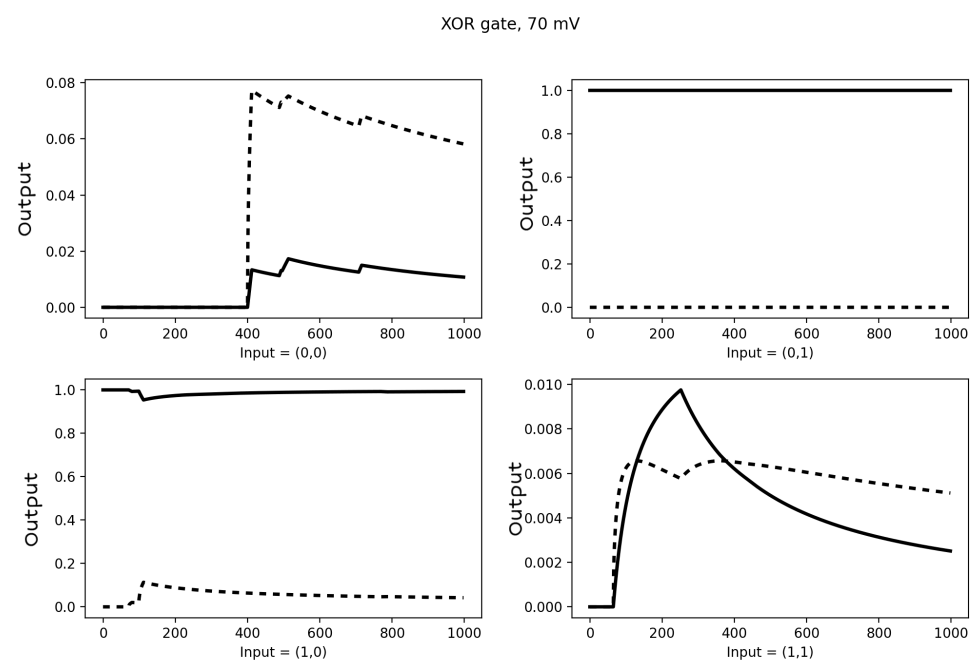 XOR gate, 70 mV
Output
0.08
0.06
0.04
0.02
0.00
0 200 400 600 800 1000
Input = (0,0)
Output
1.0
0.8
0.6
0.4
0.2
0.0
0 200 400 600 800 1000
Input = (0,1)
Output
1.0
0.8
0.6
0.4
0.2
0.0
0 200 400 600 800 1000
Input = (1,0)
Output
0.010
0.008
0.006
0.004
0.002
0.000
0 200 400 600 800 1000
Input = (1,1)